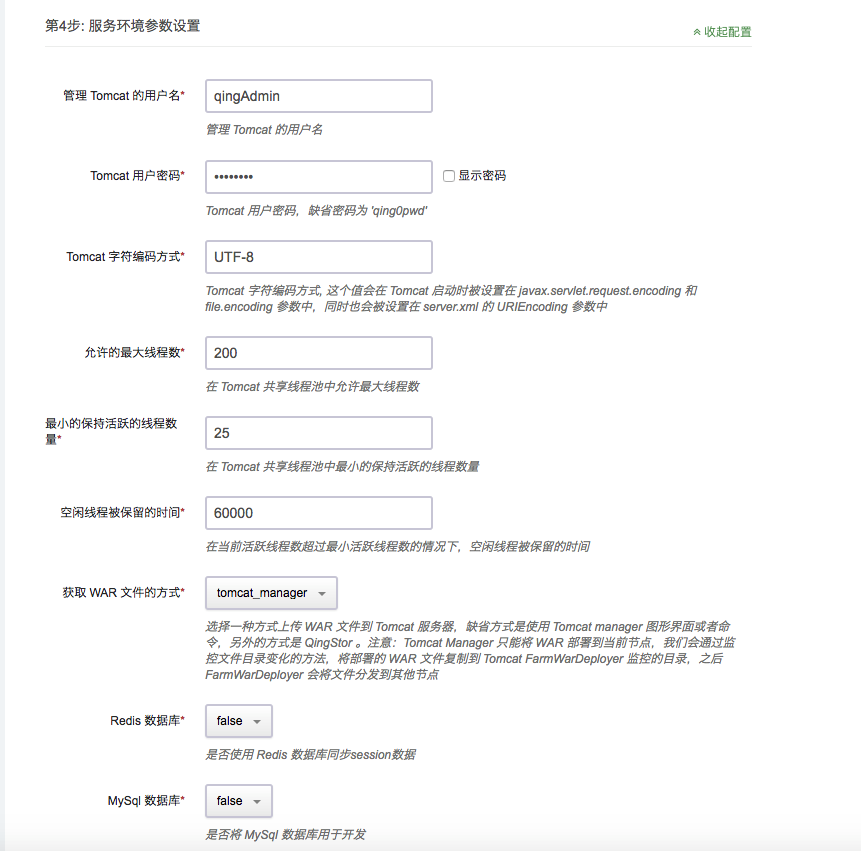 第4步: 服务环境参数设置
收起配置
管理 Tomcat 的用户名*
qingAdmin
管理 Tomcat 的用户名
Tomcat 用户密码*
••••••••
显示密码
Tomcat 用户密码，缺省密码为 'qing0pwd'
Tomcat 字符编码方式*
UTF-8
Tomcat 字符编码方式, 这个值会在 Tomcat 启动时被设置在 javax.servlet.request.encoding 和
file.encoding 参数中，同时也会被设置在 server.xml 的 URIEncoding 参数中
允许的最大线程数*
200
在 Tomcat 共享线程池中允许最大线程数
最小的保持活跃的线程数
量*
25
在 Tomcat 共享线程池中最小的保持活跃的线程数量
空闲线程被保留的时间*
60000
在当前活跃线程数超过最小活跃线程数的情况下，空闲线程被保留的时间
获取 WAR 文件的方式*
tomcat_manager
选择一种方式上传 WAR 文件到 Tomcat 服务器，缺省方式是使用 Tomcat manager 图形界面或者命
令，另外的方式是 QingStor 。注意：Tomcat Manager 只能将 WAR 部署到当前节点，我们会通过监
控文件目录变化的方法，将部署的 WAR 文件复制到 Tomcat FarmWarDeployer 监控的目录，之后
FarmWarDeployer 会将文件分发到其他节点
Redis 数据库*
false
是否使用 Redis 数据库同步session数据
MySql 数据库*
false
是否将 MySql 数据库用于开发